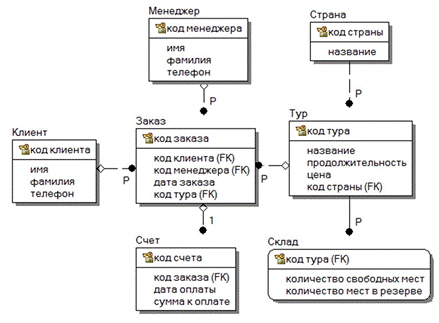 Менеджер
код менеджера
имя
фамилия
телефон
P
Страна
код страны
название
P
Клиент
код клиента
имя
фамилия
телефон
P
Заказ
код заказа
код клиента (FK)
код менеджера (FK)
дата заказа
код тура (FK)
P
1
Тур
код тура
название
продолжительность
цена
код страны (FK)
P
Счет
код счета
код заказа (FK)
дата оплаты
сумма к оплате
Склад
код тура (FK)
количество свободных мест
количество мест в резерве